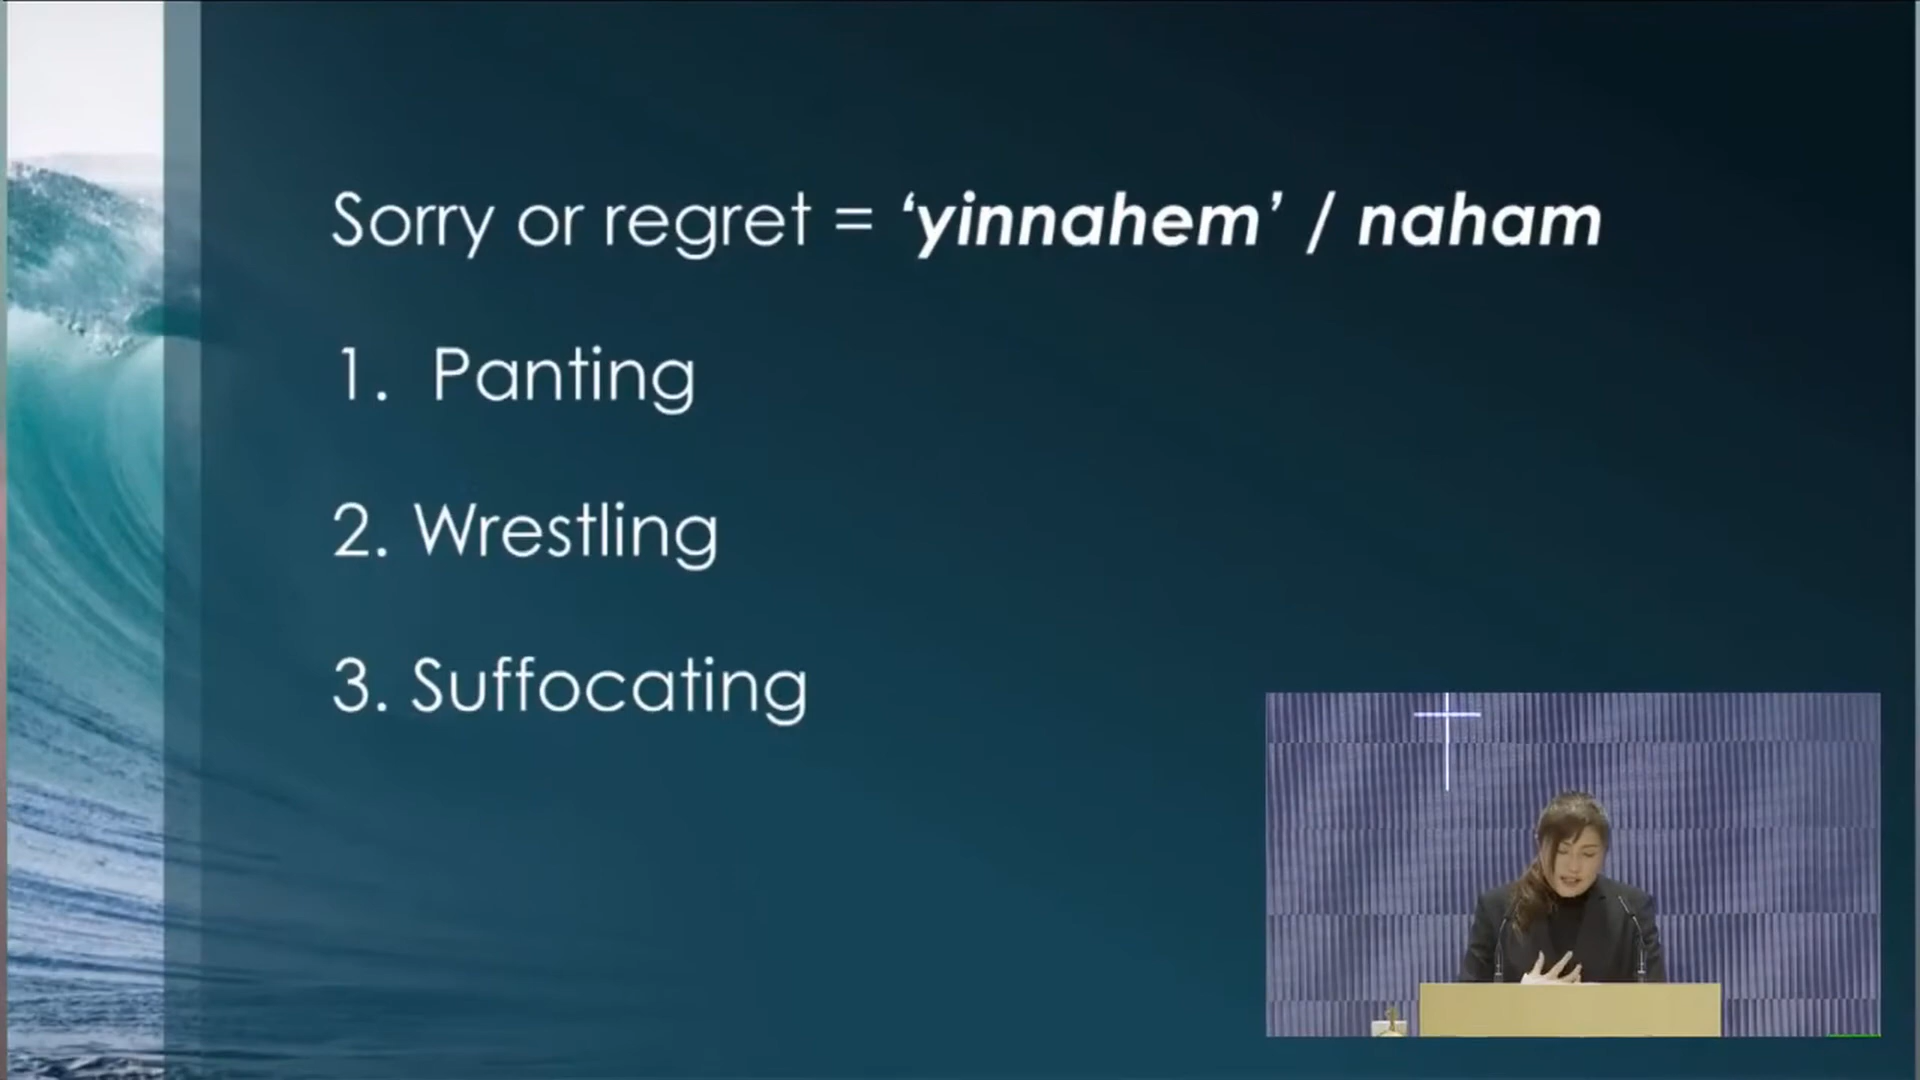 Sorry or regret = ‘yinnahem’ / naham
1. Panting
2. Wrestling
3. Suffocating